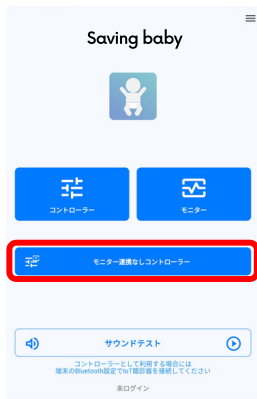 Saving baby
コントローラー
モニター
モニター連携なしコントローラー
サウンドテスト
コントローラーとして利用する場合には
端末のBluetooth設定でIoT聴診器を接続してください
未ログイン